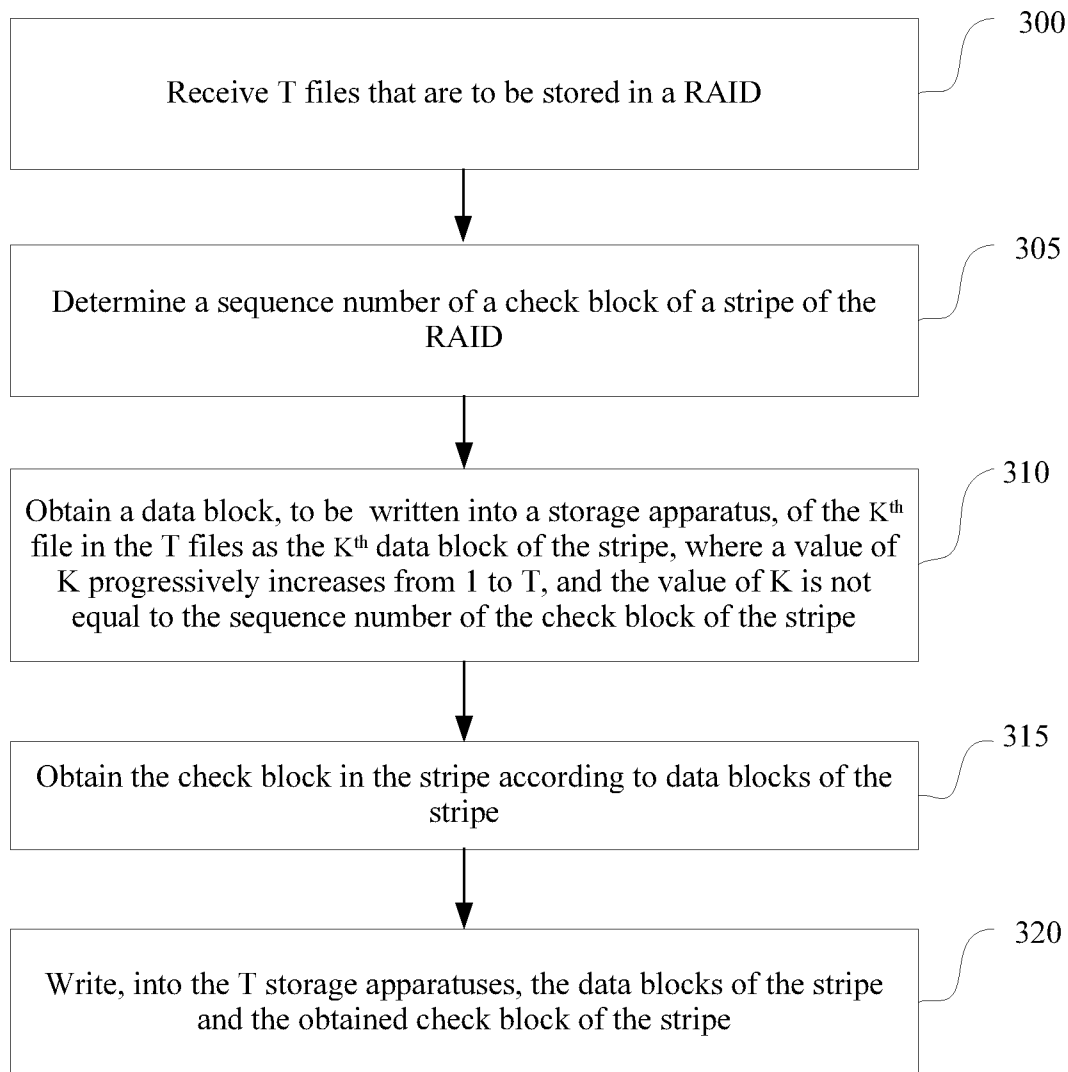 300
Receive T files that are to be stored in a RAID
305
Determine a sequence number of a check block of a stripe of the
RAID
310
Obtain a data block, to be written into a storage apparatus, of the Kth
file in the T files as the Kth data block of the stripe, where a value of
K progressively increases from 1 to T, and the value of K is not
equal to the sequence number of the check block of the stripe
315
Obtain the check block in the stripe according to data blocks of the
stripe
320
Write, into the T storage apparatuses, the data blocks of the stripe
and the obtained check block of the stripe